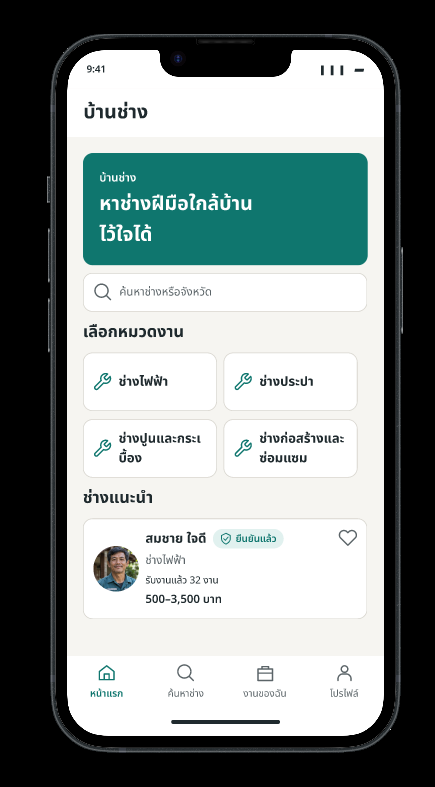 9:41
บ้านช่าง
บ้านช่าง
หาช่างฝีมือใกล้บ้าน
ไว้ใจได้
ค้นหาช่างหรือจังหวัด
เลือกหมวดงาน
ช่างไฟฟ้า
ช่างประปา
ช่างปูนและกระเ
บื้อง
ช่างก่อสร้างและ
ซ่อมแซม
ช่างแนะนำ
สมชาย ใจดี ยืนยันแล้ว
ช่างไฟฟ้า
รับงานแล้ว 32 งาน
500–3,500 บาท
หน้าแรก ค้นหาช่าง งานของฉัน โปรไฟล์